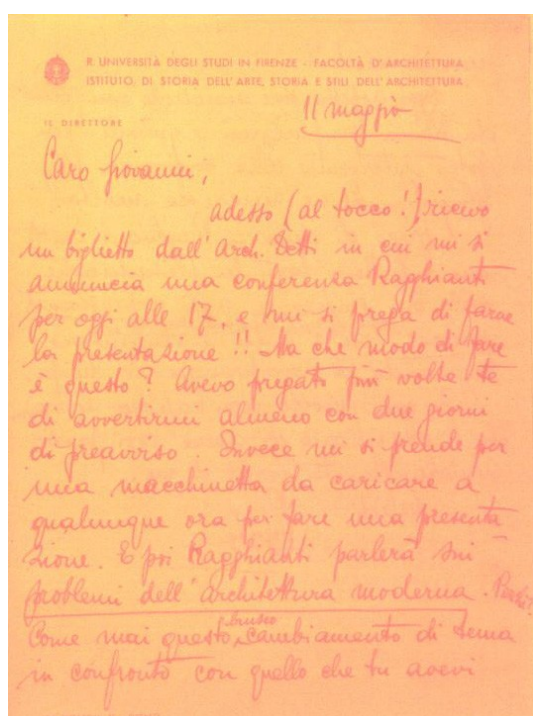 R. UNIVERSITÀ DEGLI STUDI IN FIRENZE - FACOLTÀ D'ARCHITETTURA
ISTITUTO DI STORIA DELL'ARTE, STORIA E STILI DELL'ARCHITETTURA
IL DIRETTORE
11 maggio
Caro Giovanni,
adesso (al tocco!) ricevo
un biglietto dall'Arch. Detti in cui mi si
annuncia una conferenza Ragghianti
per oggi alle 17, e mi si prega di farne
la presentazione!! Ma che modo di fare
è questo? Avevo pregato più volte te
di avvertirmi almeno con due giorni
di preavviso. Invece mi si prende per
una macchinetta da caricare a
qualunque ora per fare una presenta
zione. E poi Ragghianti parlerà sui
problemi dell'architettura moderna.
Come mai questo brusco cambiamento di tema
in confronto con quello che tu avevi